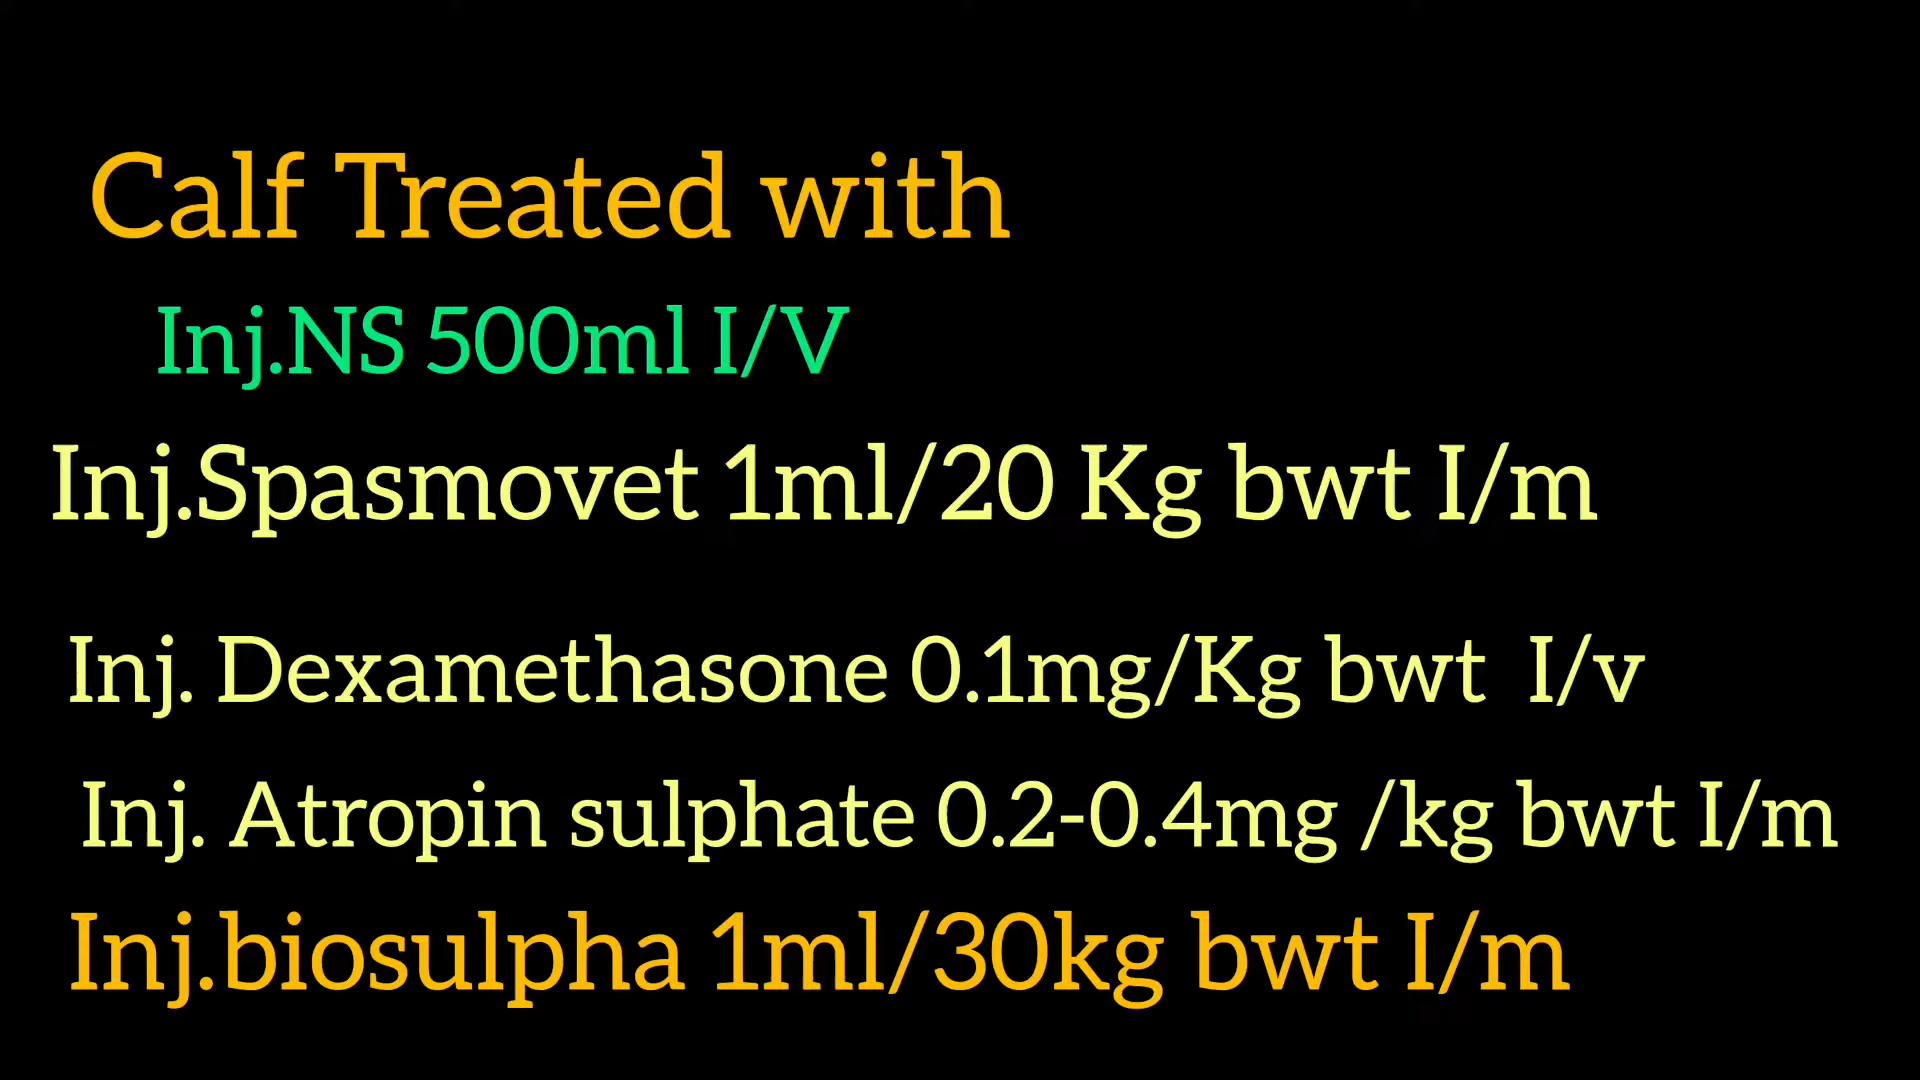 Calf Treated with
Inj.NS 500ml I/V
Inj.Spasmovet 1ml/20 Kg bwt I/m
Inj. Dexamethasone 0.1mg/Kg bwt I/v
Inj. Atropin sulphate 0.2-0.4mg /kg bwt I/m
Inj.biosulpha 1ml/30kg bwt I/m